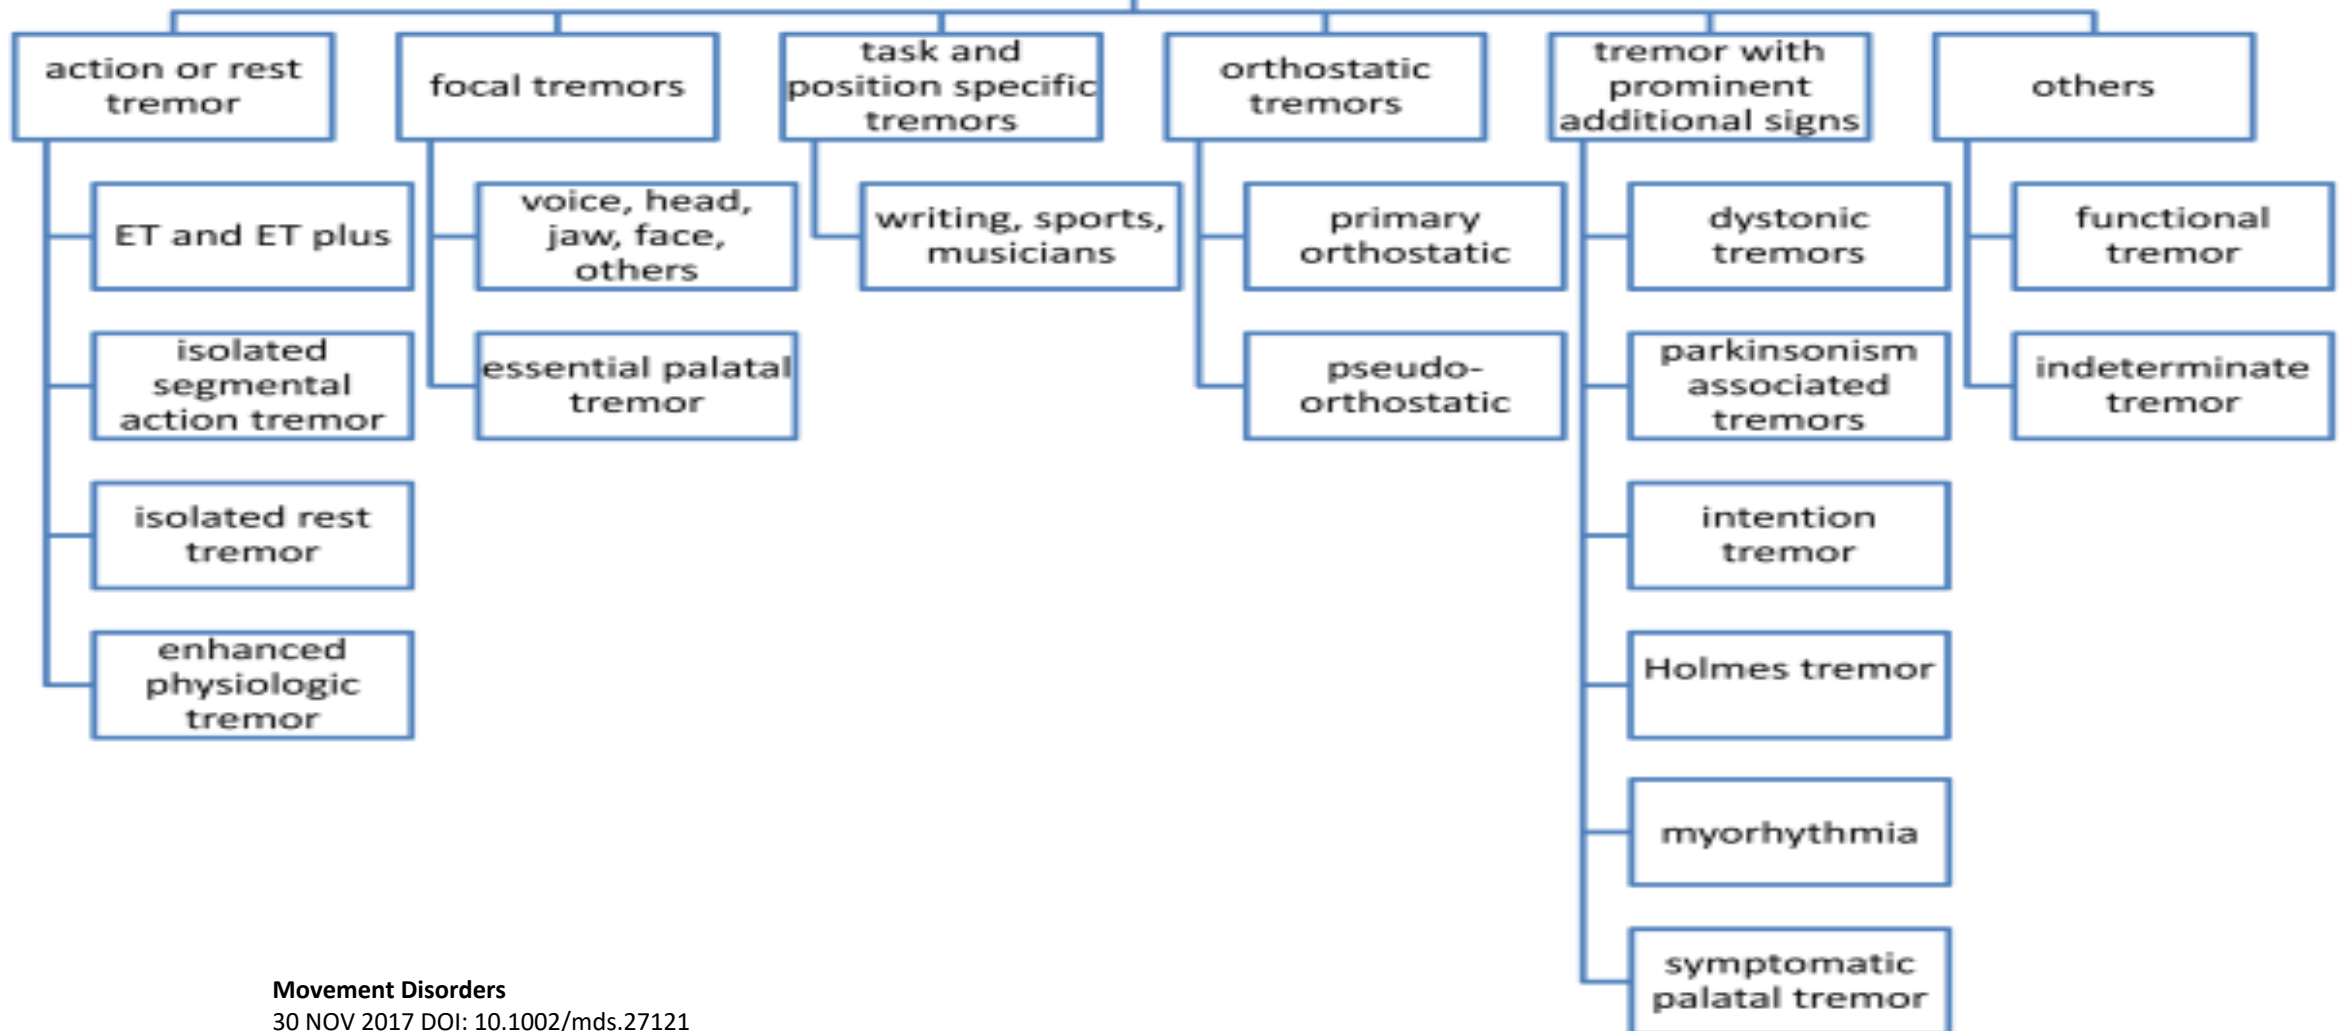 action or rest
tremor
focal tremors
task and
position specific
tremors
orthostatic
tremors
tremor with
prominent
additional signs
others
ET and ET plus
isolated
segmental
action tremor
isolated rest
tremor
enhanced
physiologic
tremor
voice, head,
jaw, face,
others
essential palatal
tremor
writing, sports,
musicians
primary
orthostatic
pseudo-
orthostatic
dystonic
tremors
parkinsonism
associated
tremors
intention
tremor
Holmes tremor
myorhythmia
symptomatic
palatal tremor
functional
tremor
indeterminate
tremor
Movement Disorders
30 NOV 2017 DOI: 10.1002/mds.27121